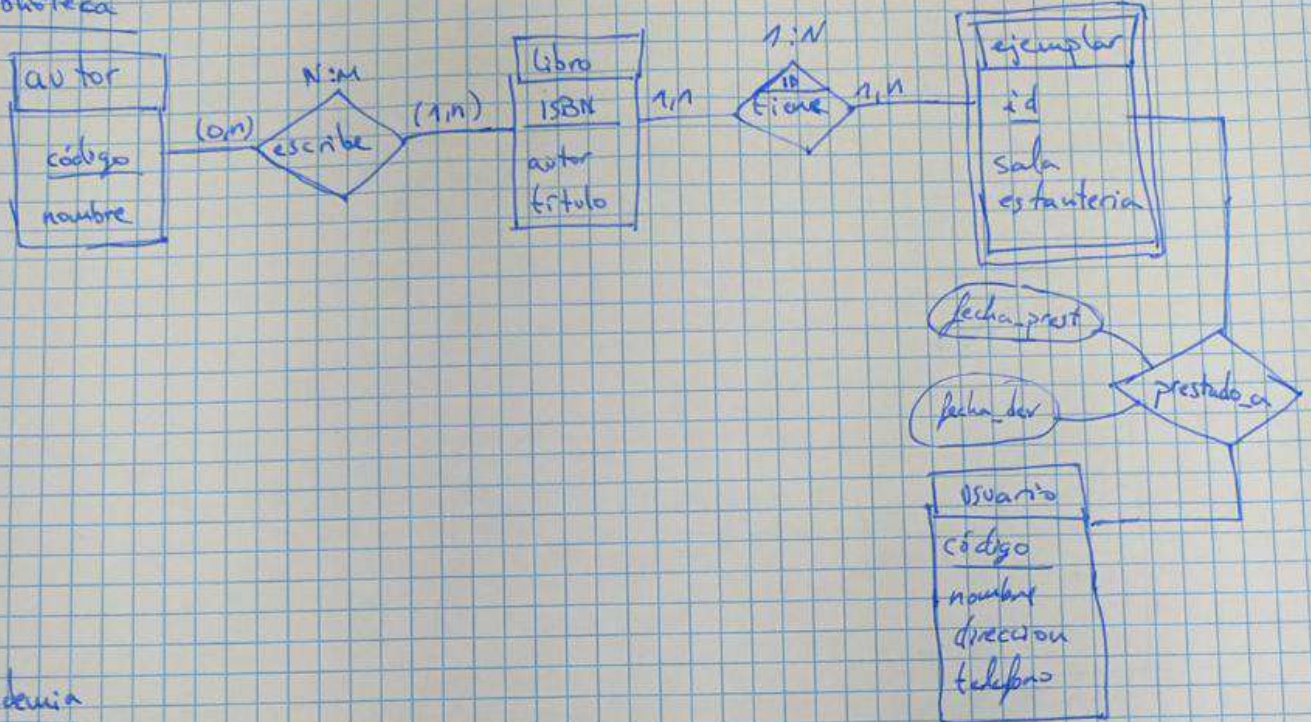 autor
código
nombre
N:M
(0,n)
escribe
(1,n)
libro
ISBN
autor
título
1:N
1,n
ID
tiene
1,n
ejemplar
id
sala
estanteria
fecha_prest
fecha_dev
prestado_a
usuario
código
nombre
direccion
telefono